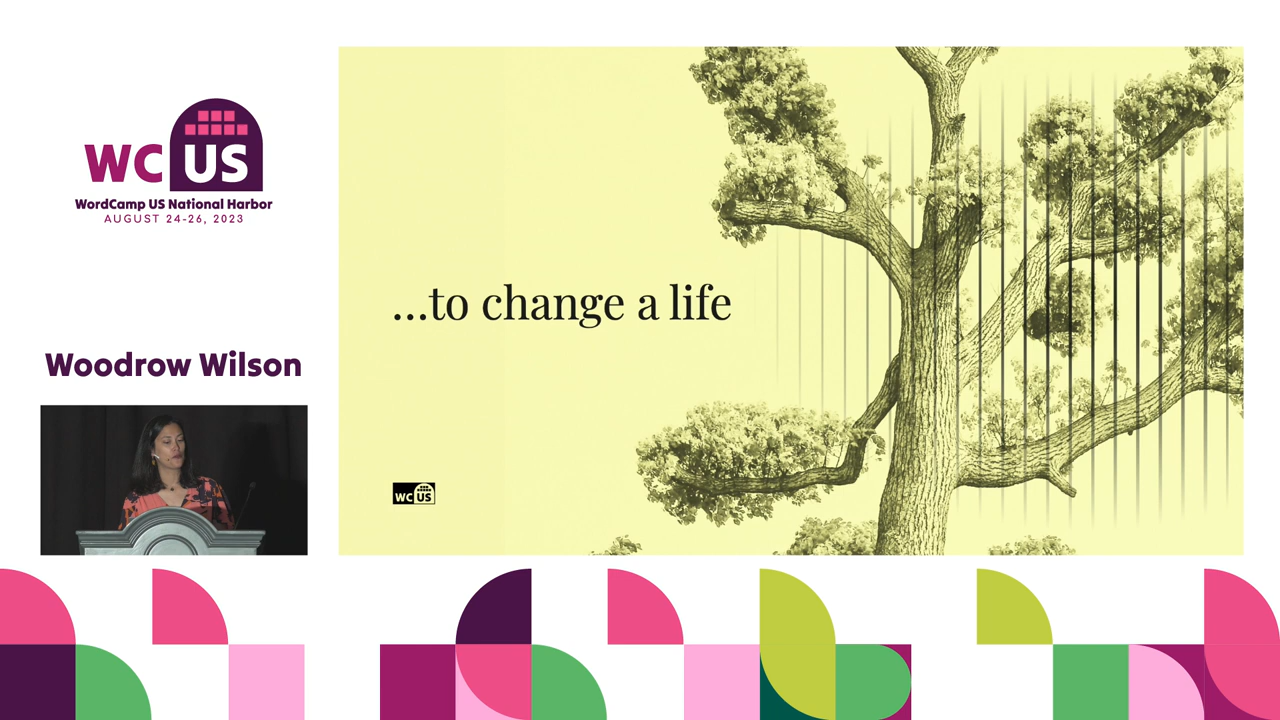 WC US
WordCamp US National Harbor
AUGUST 24-26, 2023
Woodrow Wilson
...to change a life
WC US